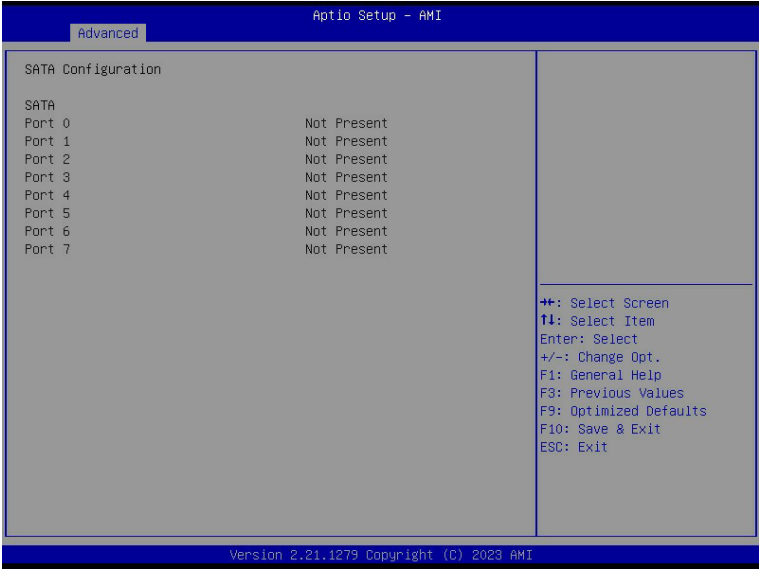 Aptio Setup – AMI
Advanced
SATA Configuration
SATA
Port 0 Not Present
Port 1 Not Present
Port 2 Not Present
Port 3 Not Present
Port 4 Not Present
Port 5 Not Present
Port 6 Not Present
Port 7 Not Present
→←: Select Screen
↑↓: Select Item
Enter: Select
+/-: Change Opt.
F1: General Help
F3: Previous Values
F9: Optimized Defaults
F10: Save & Exit
ESC: Exit
Version 2.21.1279 Copyright (C) 2023 AMI